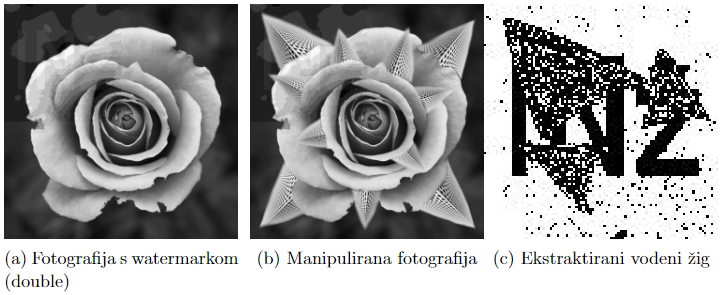 (a) Fotografija s watermarkom
(double)
(b) Manipulirana fotografija
(c) Ekstraktirani vodeni žig